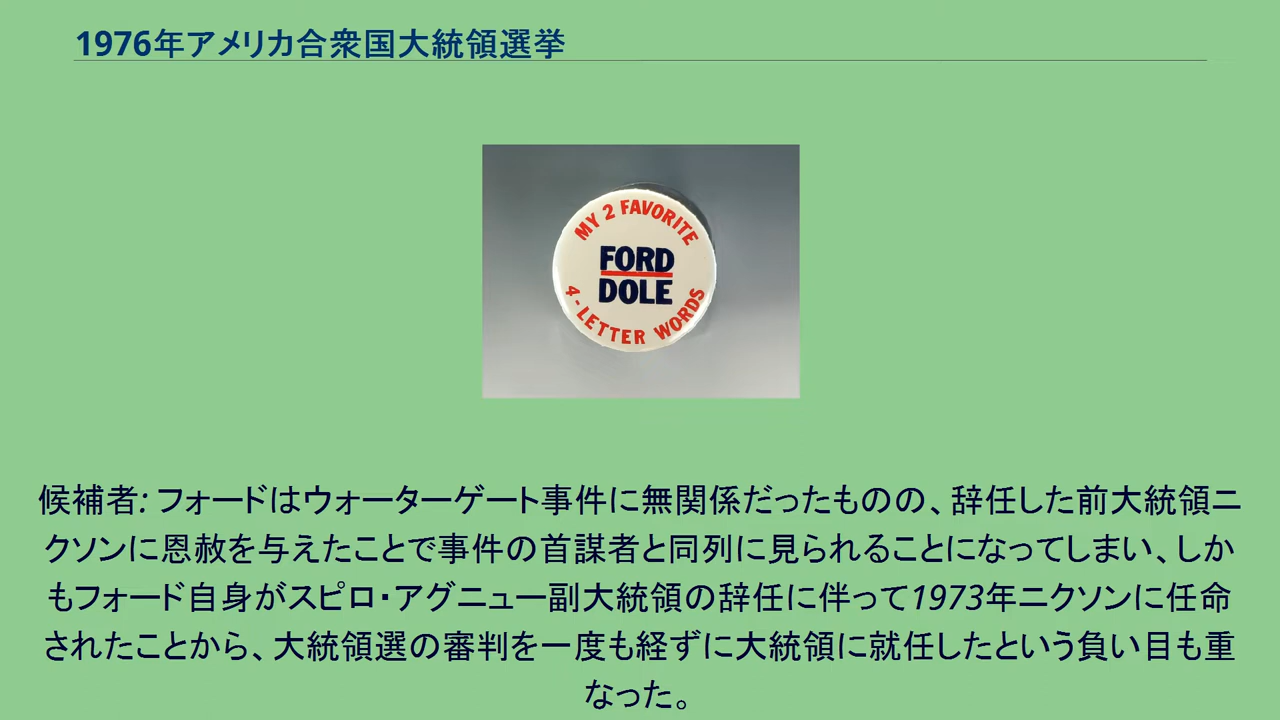 1976年アメリカ合衆国大統領選挙
MY 2 FAVORITE
FORD
DOLE
4-LETTER WORDS
候補者: フォードはウォーターゲート事件に無関係だったものの、辞任した前大統領ニ
クソンに恩赦を与えたことで事件の首謀者と同列に見られることになってしまい、しか
もフォード自身がスピロ・アグニュー副大統領の辞任に伴って1973年ニクソンに任命
されたことから、大統領選の審判を一度も経ずに大統領に就任したという負い目も重
なった。